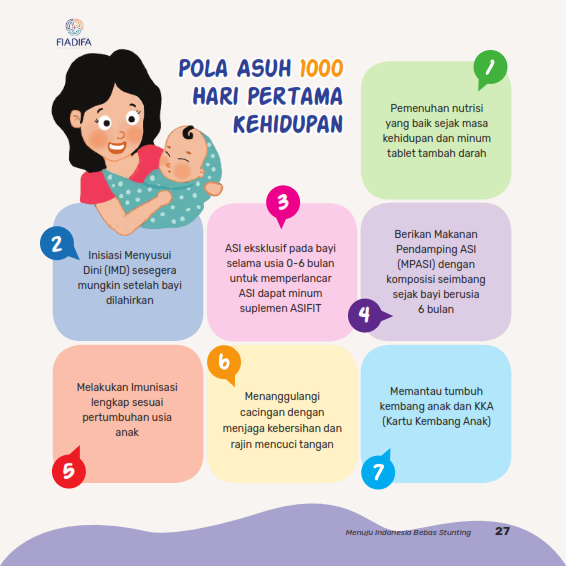 FIADIFA
POLA ASUH 1000
HARI PERTAMA
KEHIDUPAN
1
Pemenuhan nutrisi
yang baik sejak masa
kehidupan dan minum
tablet tambah darah
2
Inisiasi Menyusui
Dini (IMD) sesegera
mungkin setelah bayi
dilahirkan
3
ASI eksklusif pada bayi
selama usia 0-6 bulan
untuk memperlancar
ASI dapat minum
suplemen ASIFIT
4
Berikan Makanan
Pendamping ASI
(MPASI) dengan
komposisi seimbang
sejak bayi berusia
6 bulan
5
Melakukan Imunisasi
lengkap sesuai
pertumbuhan usia
anak
6
Menanggulangi
cacingan dengan
menjaga kebersihan dan
rajin mencuci tangan
7
Memantau tumbuh
kembang anak dan KKA
(Kartu Kembang Anak)
Menuju Indonesia Bebas Stunting 27